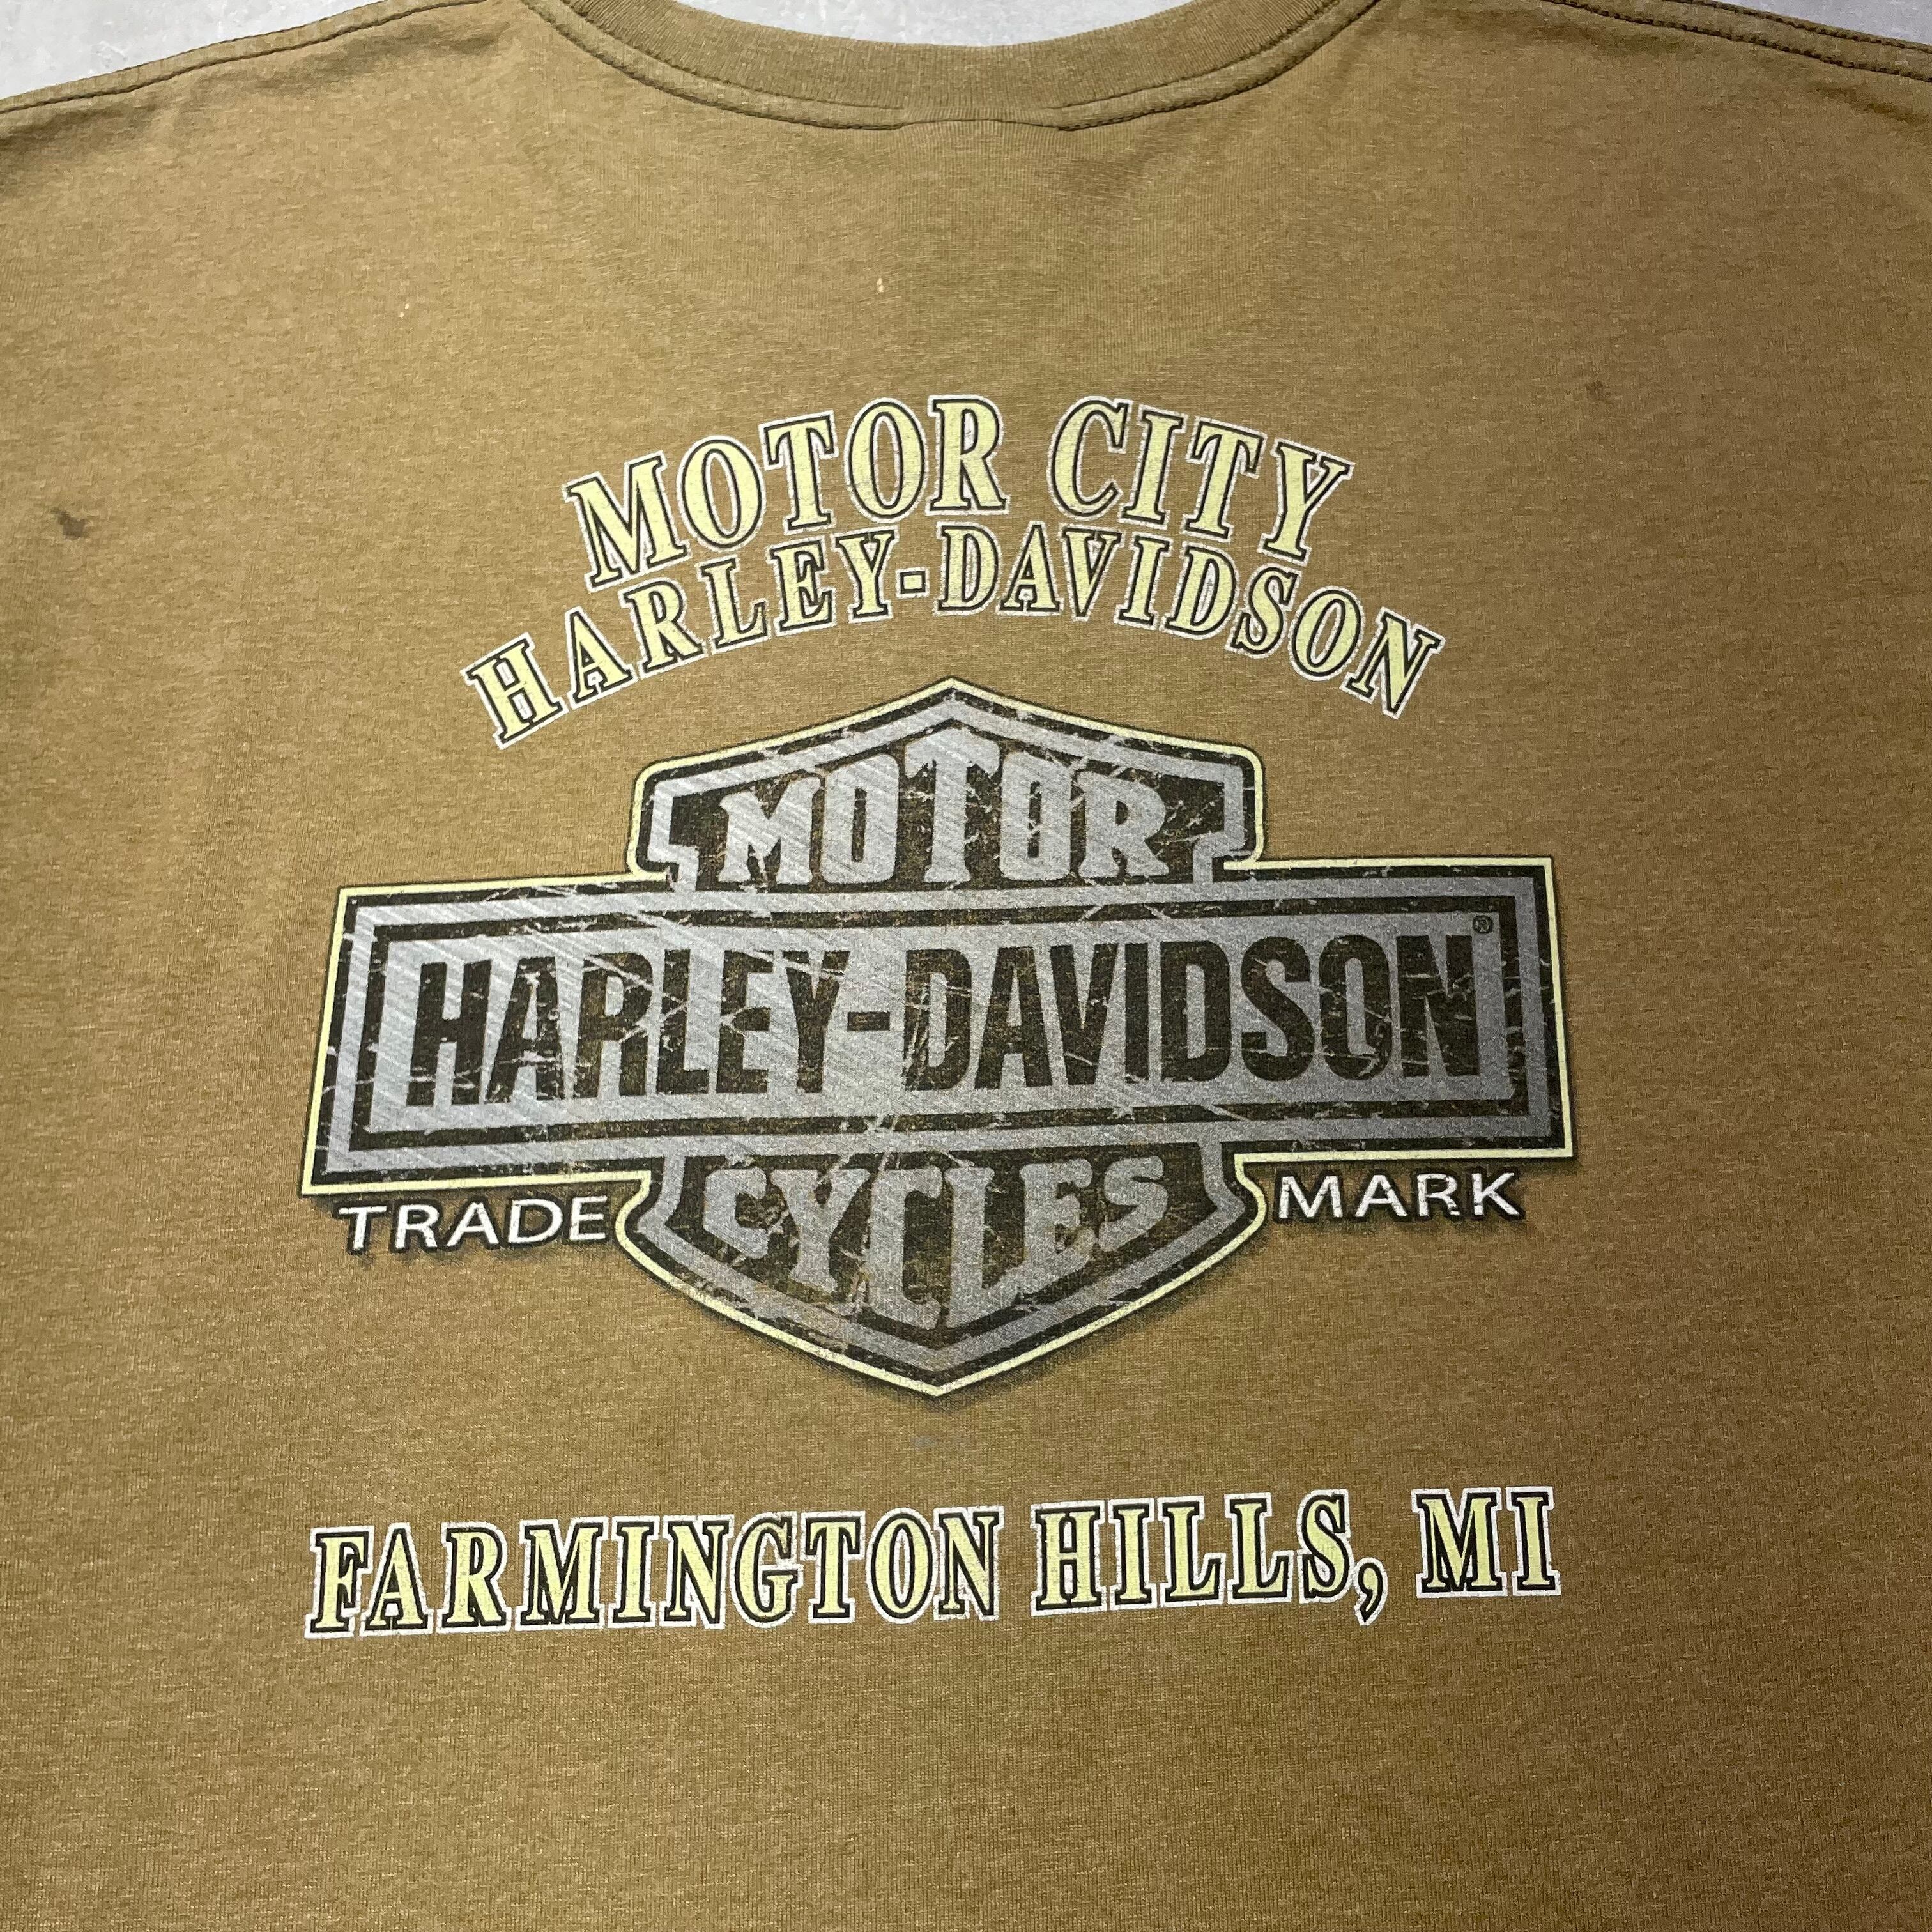 MOTOR CITY
HARLEY-DAVIDSON
MOTOR
HARLEY-DAVIDSON®
CYCLES
TRADE MARK
FARMINGTON HILLS, MI